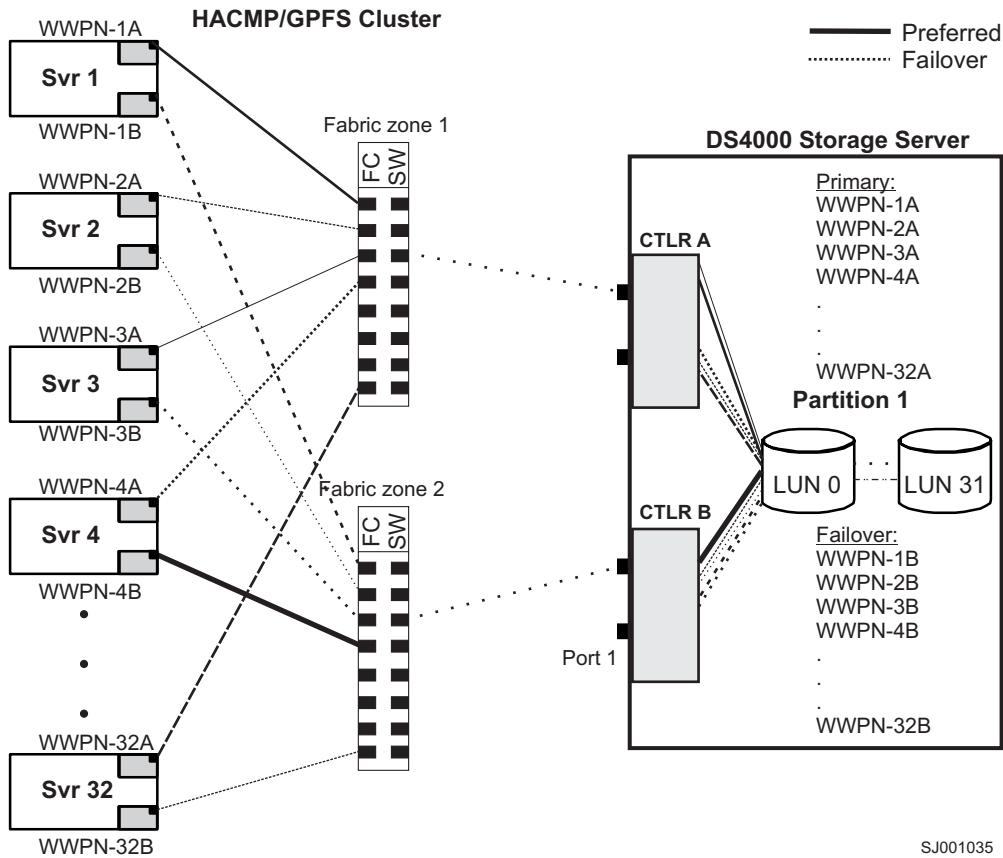 HACMP/GPFS Cluster
Preferred
Failover
WWPN-1A
Svr 1
WWPN-1B
WWPN-2A
Svr 2
WWPN-2B
WWPN-3A
Svr 3
WWPN-3B
WWPN-4A
Svr 4
WWPN-4B
WWPN-32A
Svr 32
WWPN-32B
Fabric zone 1
FC
SW
Fabric zone 2
FC
SW
DS4000 Storage Server
CTLR A
CTLR B
Port 1
Primary:
WWPN-1A
WWPN-2A
WWPN-3A
WWPN-4A
.
.
.
WWPN-32A
Partition 1
LUN 0
LUN 31
Failover:
WWPN-1B
WWPN-2B
WWPN-3B
WWPN-4B
.
.
.
WWPN-32B
SJ001035